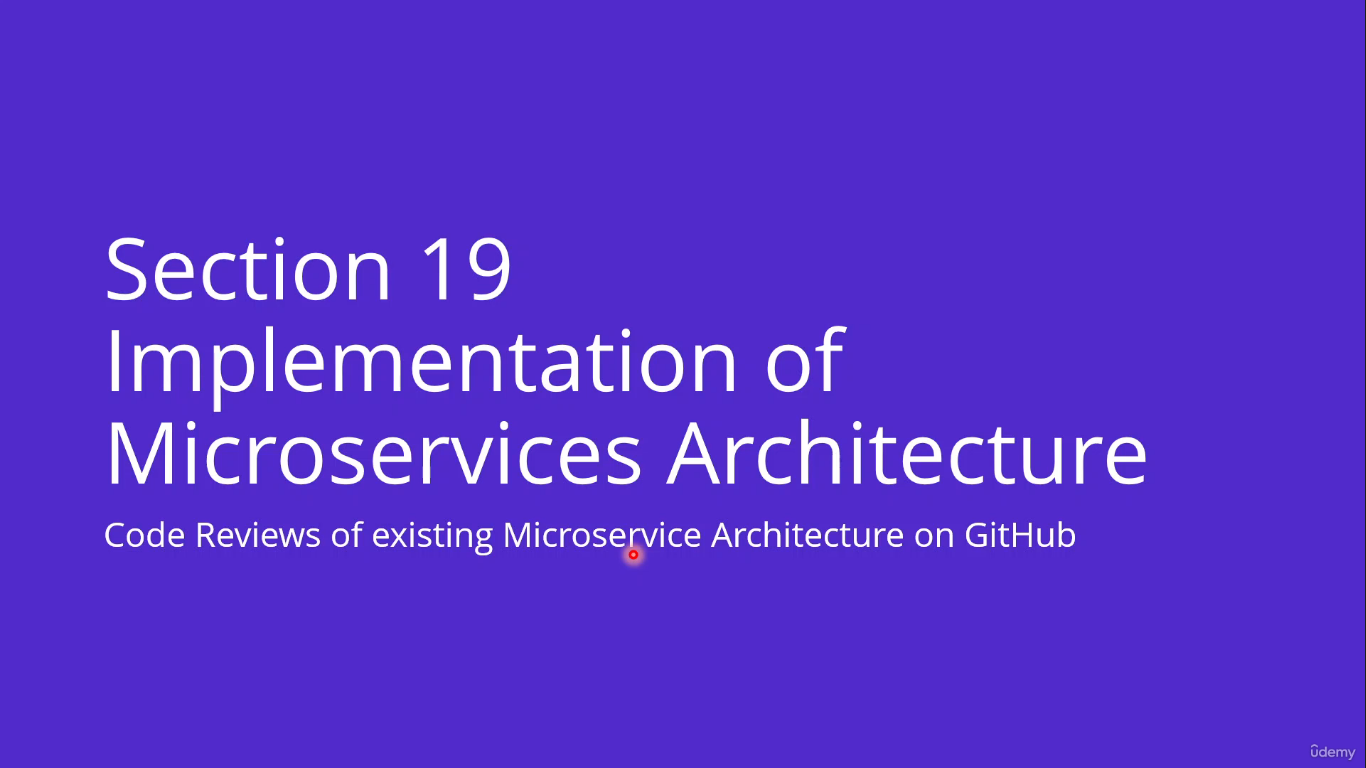 Section 19
Implementation of
Microservices Architecture
Code Reviews of existing Microservice Architecture on GitHub
ûdemy